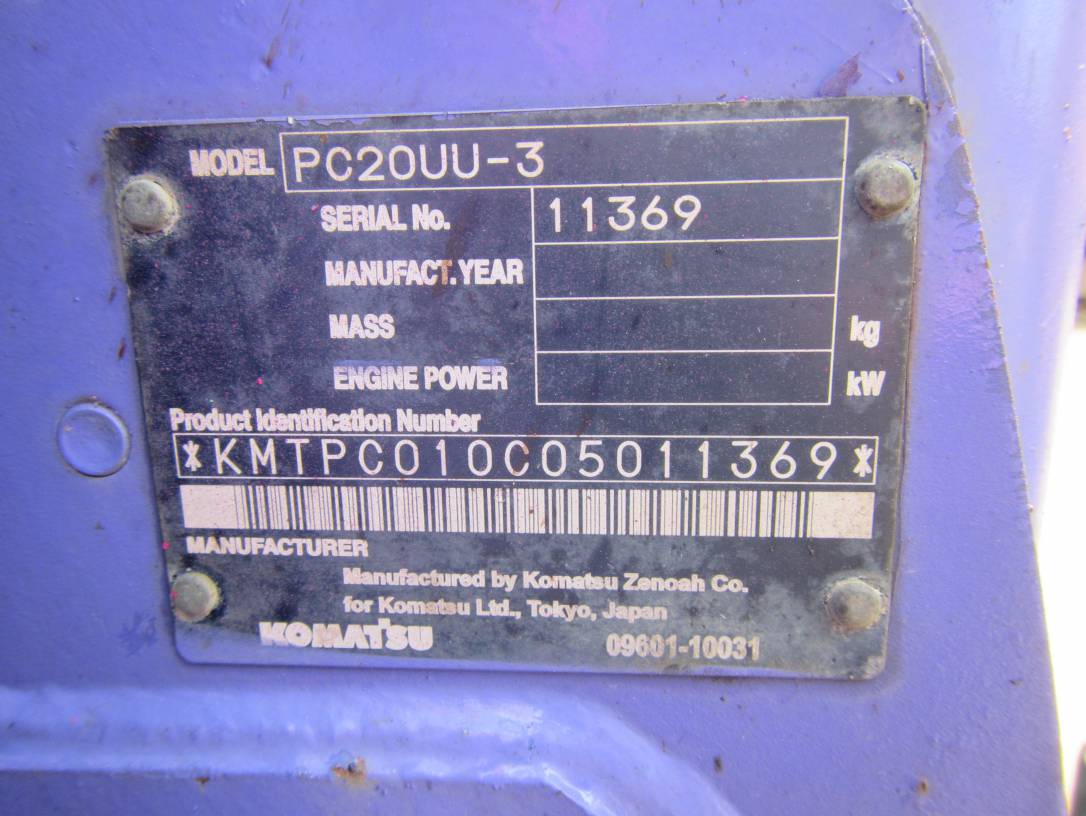 MODEL PC20UU-3
SERIAL No. 11369
MANUFACT. YEAR
MASS kg
ENGINE POWER kW
Product Identification Number
*KMTPC010C05011369*
MANUFACTURER
Manufactured by Komatsu Zenoah Co.
for Komatsu Ltd., Tokyo, Japan
KOMATSU 09601-10031